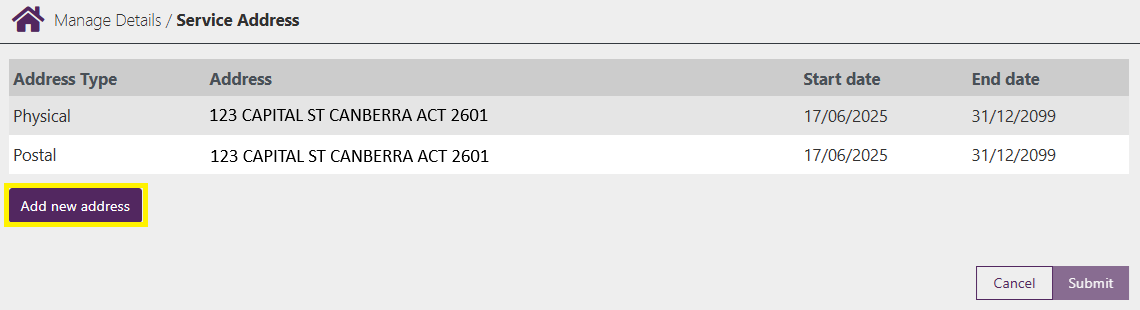 Manage Details / Service Address
Address Type Address Start date End date
Physical 123 CAPITAL ST CANBERRA ACT 2601 17/06/2025 31/12/2099
Postal 123 CAPITAL ST CANBERRA ACT 2601 17/06/2025 31/12/2099
Add new address
Cancel Submit